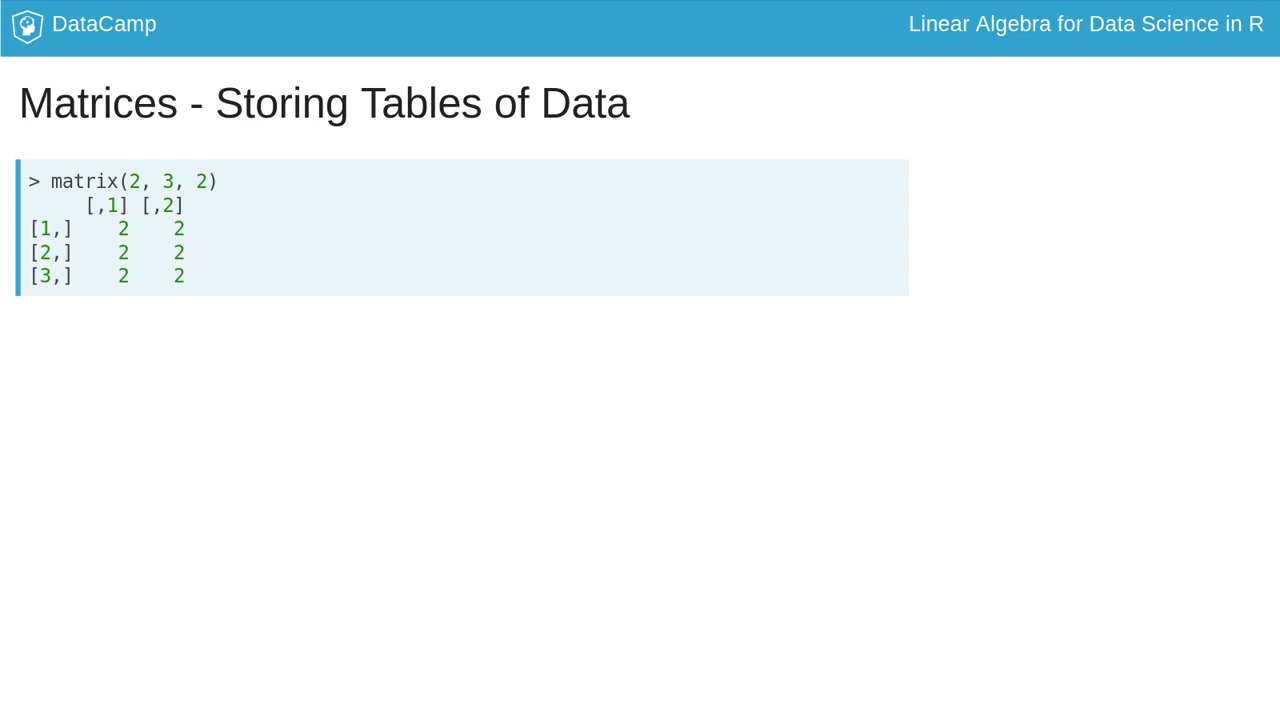 DataCamp
Linear Algebra for Data Science in R
Matrices - Storing Tables of Data
> matrix(2, 3, 2)
     [,1] [,2]
[1,]    2    2
[2,]    2    2
[3,]    2    2